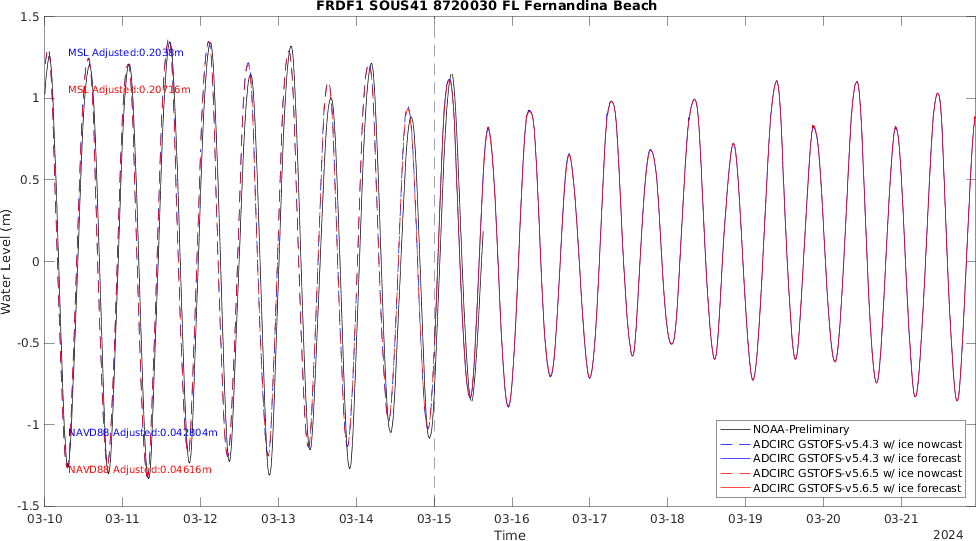 FRDF1 SOUS41 8720030 FL Fernandina Beach
1.5
1
0.5
0
-0.5
-1
-1.5
Water Level (m)
MSL Adjusted:0.2038m
MSL Adjusted:0.20716m
NAVD88 Adjusted:0.042804m
NAVD88 Adjusted:0.04616m
NOAA-Preliminary
ADCIRC GSTOFS-v5.4.3 w/ ice nowcast
ADCIRC GSTOFS-v5.4.3 w/ ice forecast
ADCIRC GSTOFS-v5.6.5 w/ ice nowcast
ADCIRC GSTOFS-v5.6.5 w/ ice forecast
03-10 03-11 03-12 03-13 03-14 03-15 03-16 03-17 03-18 03-19 03-20 03-21
Time
2024